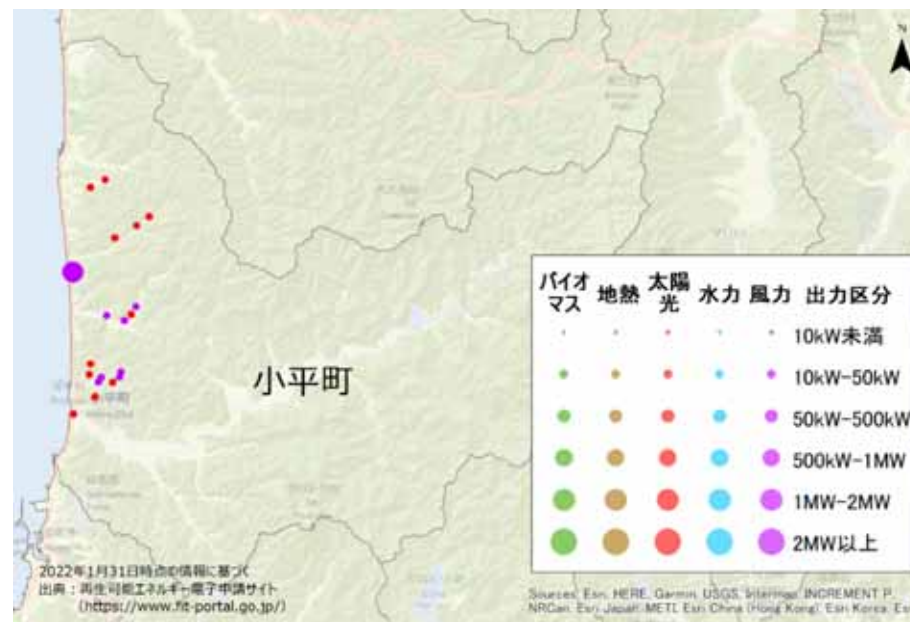 N
小平町
バイオ
マス 地熱 太陽
光 水力 風力 出力区分
10kW未満
10kW-50kW
50kW-500kW
500kW-1MW
1MW-2MW
2MW以上
2022年1月31日時点の情報に基づく
出典：再生可能エネルギー電子申請サイト
（https://www.fit-portal.go.jp/）
Sources: Esri, HERE, Garmin, USGS, Intermap, INCREMENT P,
NRCan, Esri Japan, METI, Esri China (Hong Kong), Esri Korea, Es